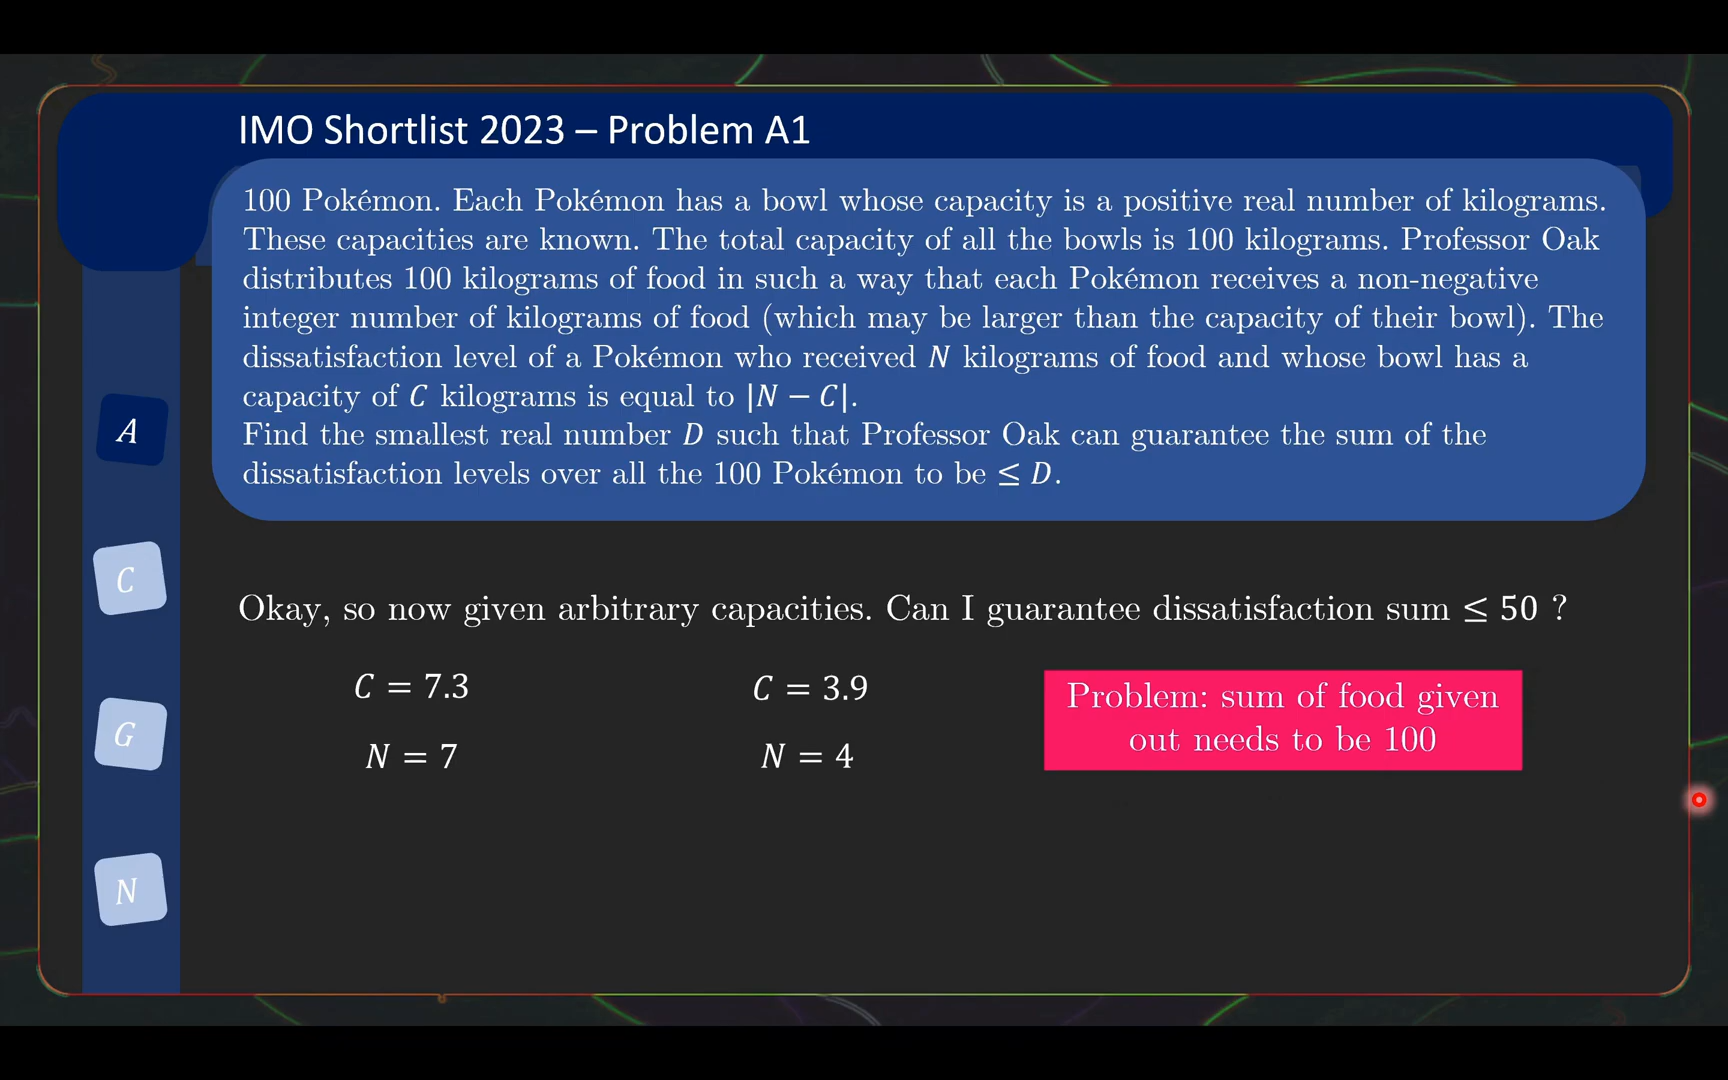 IMO Shortlist 2023 – Problem A1
100 Pokémon. Each Pokémon has a bowl whose capacity is a positive real number of kilograms.
These capacities are known. The total capacity of all the bowls is 100 kilograms. Professor Oak
distributes 100 kilograms of food in such a way that each Pokémon receives a non-negative
integer number of kilograms of food (which may be larger than the capacity of their bowl). The
dissatisfaction level of a Pokémon who received N kilograms of food and whose bowl has a
capacity of C kilograms is equal to |N − C|.
Find the smallest real number D such that Professor Oak can guarantee the sum of the
dissatisfaction levels over all the 100 Pokémon to be ≤ D.
A
C
G
N
Okay, so now given arbitrary capacities. Can I guarantee dissatisfaction sum ≤ 50 ?
C = 7.3
N = 7
C = 3.9
N = 4
Problem: sum of food given
out needs to be 100